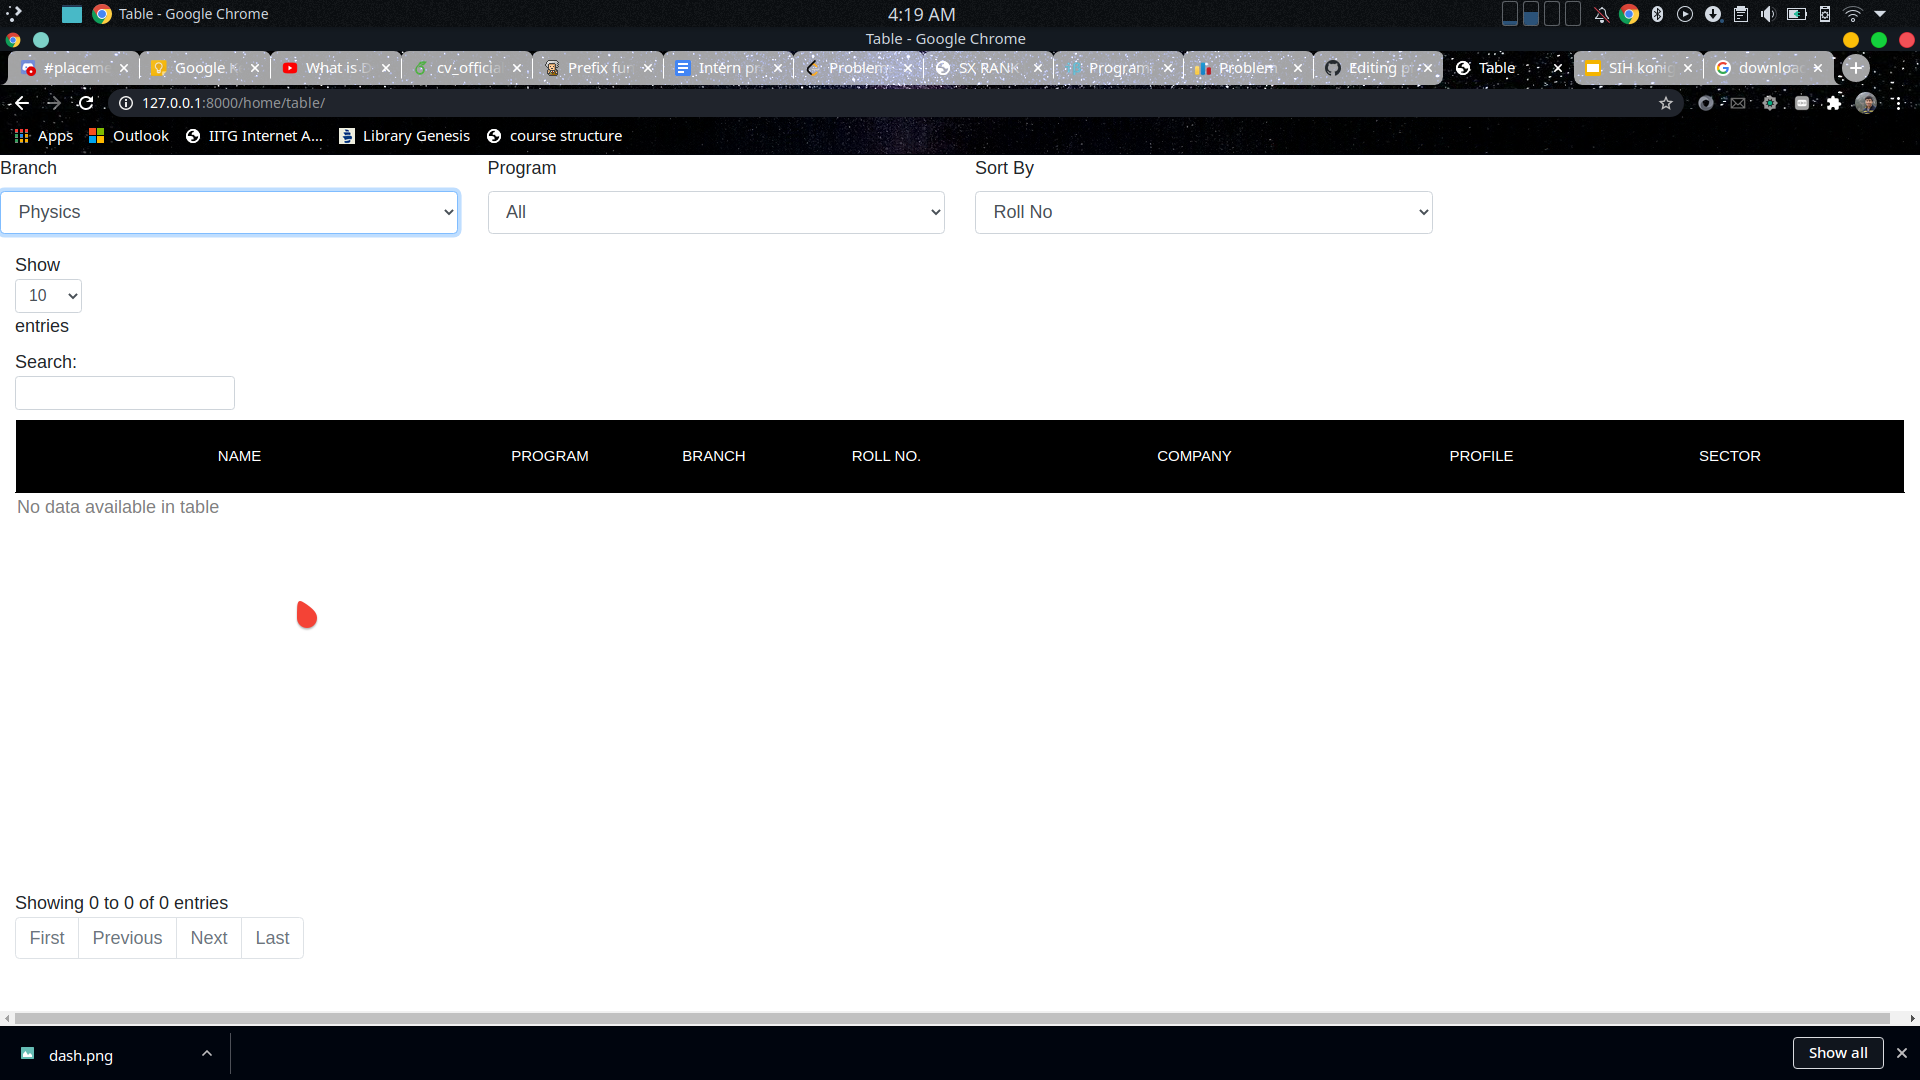 Table - Google Chrome
4:19 AM
Table - Google Chrome
#placeme
Google
What is
cv_officia
Prefix fu
Intern pr
Problem
SX RANK
Program
Problem
Editing p
Table
SIH koni
downloa
127.0.0.1:8000/home/table/
Apps
Outlook
IITG Internet A...
Library Genesis
course structure
Branch
Program
Sort By
Physics
All
Roll No
Show
10
entries
Search:
NAME
PROGRAM
BRANCH
ROLL NO.
COMPANY
PROFILE
SECTOR
No data available in table
Showing 0 to 0 of 0 entries
First
Previous
Next
Last
dash.png
Show all